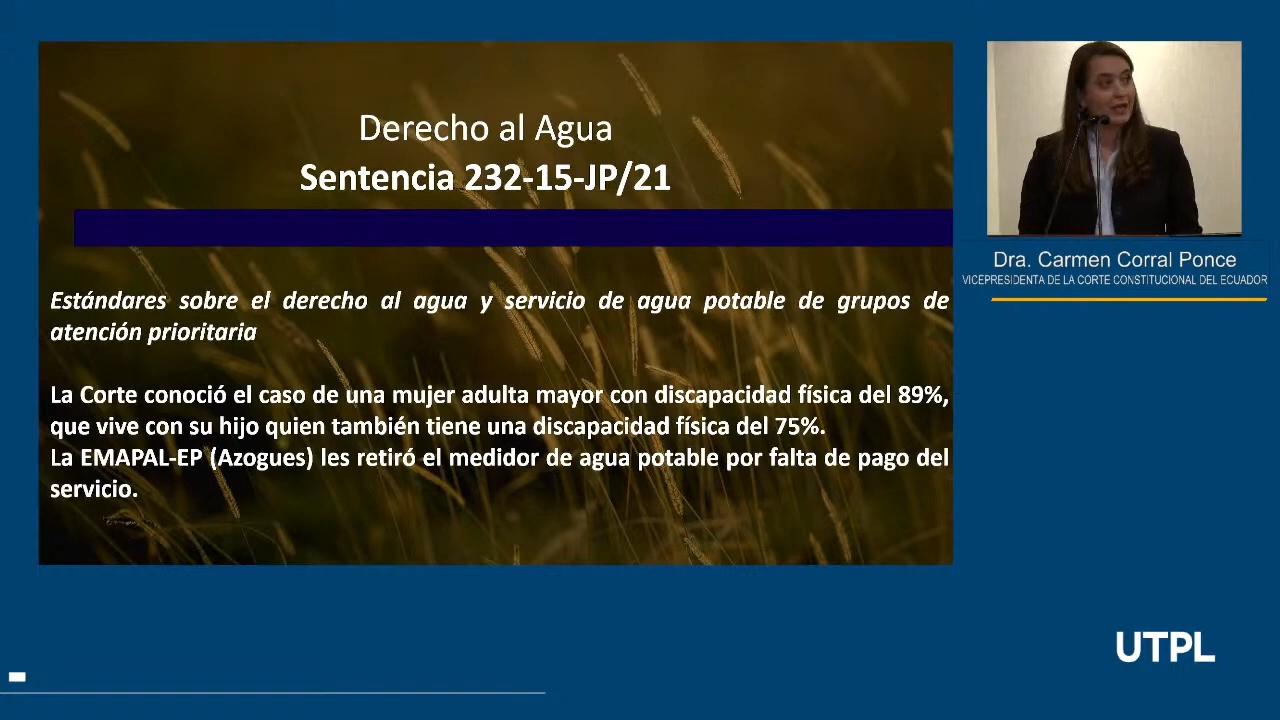 Derecho al Agua
Sentencia 232-15-JP/21
Estándares sobre el derecho al agua y servicio de agua potable de grupos de
atención prioritaria
La Corte conoció el caso de una mujer adulta mayor con discapacidad física del 89%,
que vive con su hijo quien también tiene una discapacidad física del 75%.
La EMAPAL-EP (Azogues) les retiró el medidor de agua potable por falta de pago del
servicio.
Dra. Carmen Corral Ponce
VICEPRESIDENTA DE LA CORTE CONSTITUCIONAL DEL ECUADOR
UTPL